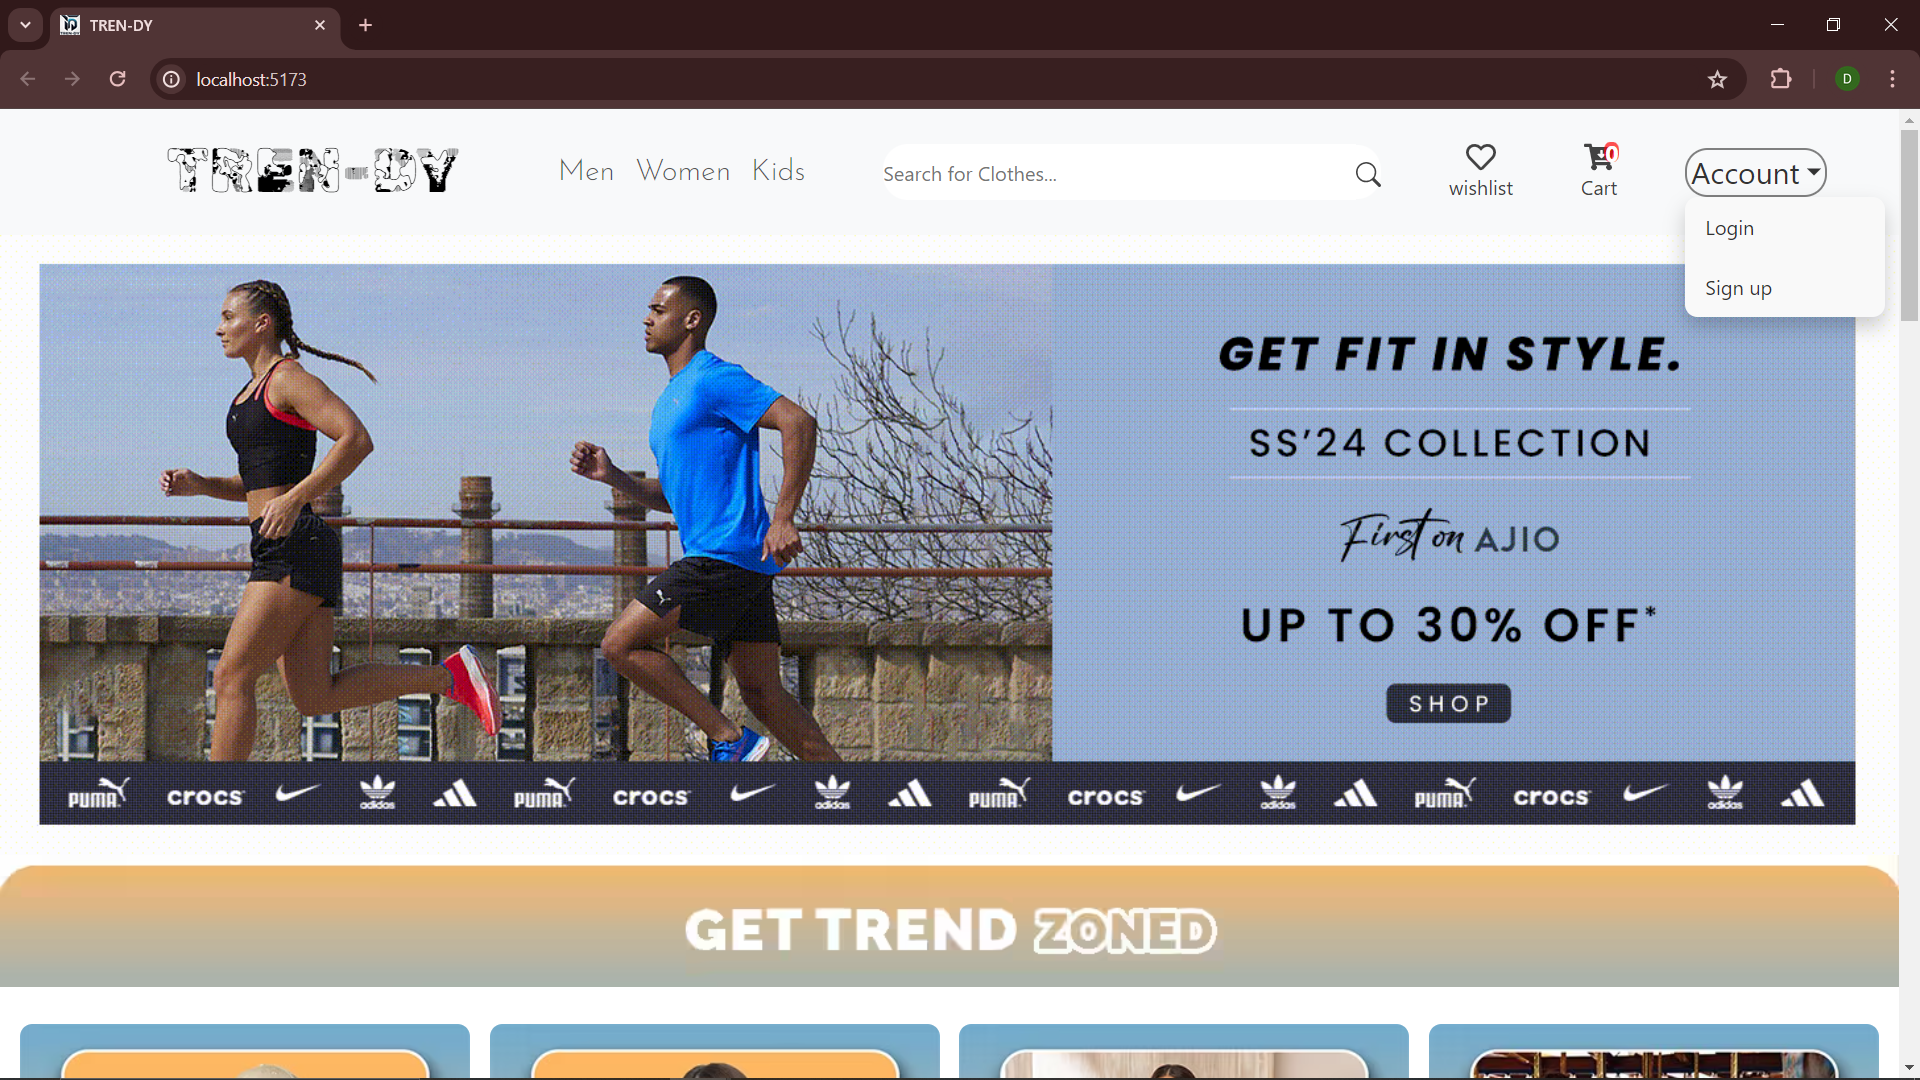 TREN-DY
localhost:5173
D
TREN-DY
Men Women Kids
Search for Clothes...
wishlist
0
Cart
Account
Login
Sign up
GET FIT IN STYLE.
SS'24 COLLECTION
First on AJIO
UP TO 30% OFF*
SHOP
PUMA crocs adidas PUMA crocs adidas PUMA crocs adidas PUMA crocs adidas
GET TREND ZONED